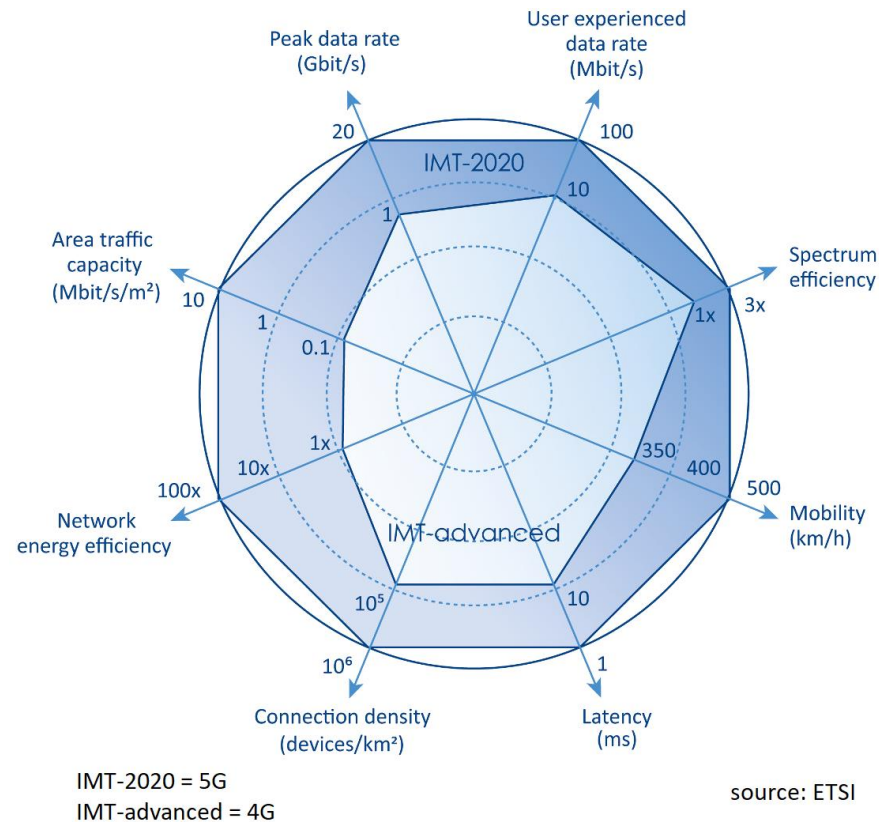 User experienced
data rate
(Mbit/s)
Peak data rate
(Gbit/s)
20
100
IMT-2020
1
10
Area traffic
capacity
(Mbit/s/m²)
Spectrum
efficiency
10
1
0.1
1x
3x
1x
10x
100x
350
400
500
Network
energy efficiency
Mobility
(km/h)
IMT-advanced
10⁵
10
10⁶
1
Connection density
(devices/km²)
Latency
(ms)
IMT-2020 = 5G
IMT-advanced = 4G
source: ETSI